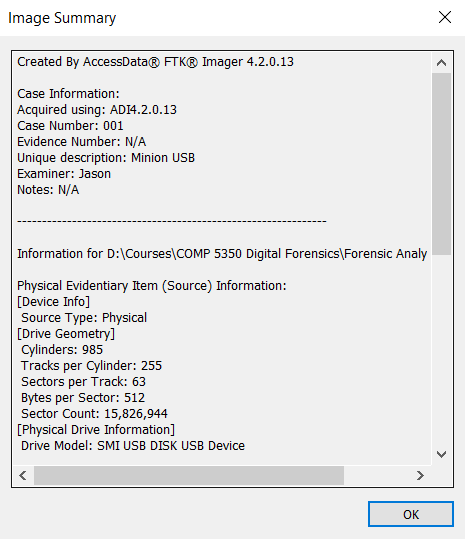 Image Summary
Created By AccessData® FTK® Imager 4.2.0.13
Case Information:
Acquired using: ADI4.2.0.13
Case Number: 001
Evidence Number: N/A
Unique description: Minion USB
Examiner: Jason
Notes: N/A
--------------------------------------------------------------
Information for D:\Courses\COMP 5350 Digital Forensics\Forensic Analy
Physical Evidentiary Item (Source) Information:
[Device Info]
Source Type: Physical
[Drive Geometry]
Cylinders: 985
Tracks per Cylinder: 255
Sectors per Track: 63
Bytes per Sector: 512
Sector Count: 15,826,944
[Physical Drive Information]
Drive Model: SMI USB DISK USB Device
OK